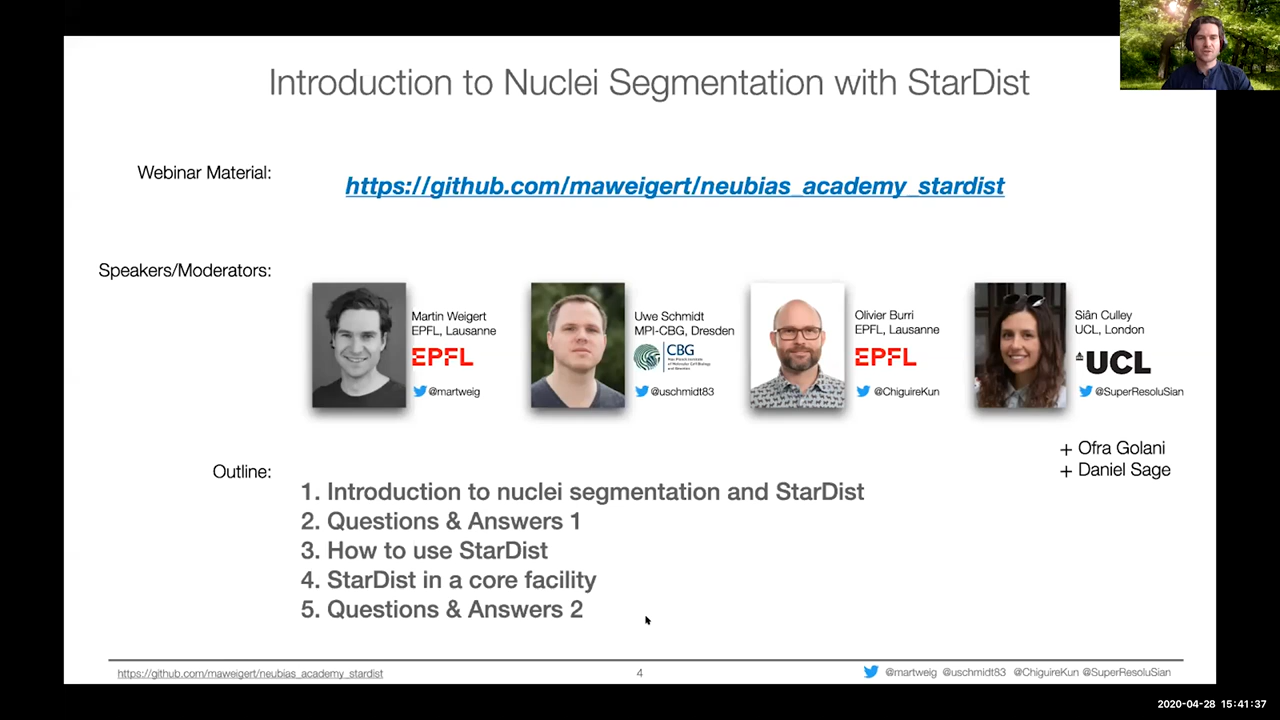 Introduction to Nuclei Segmentation with StarDist
Webinar Material:
https://github.com/maweigert/neubias_academy_stardist
Speakers/Moderators:
Martin Weigert
EPFL, Lausanne
EPFL
@martweig
Uwe Schmidt
MPI-CBG, Dresden
CBG
@uschmidt83
Olivier Burri
EPFL, Lausanne
EPFL
@ChiguireKun
Siân Culley
UCL, London
UCL
@SuperResoluSian
+ Ofra Golani
+ Daniel Sage
Outline:
1. Introduction to nuclei segmentation and StarDist
2. Questions & Answers 1
3. How to use StarDist
4. StarDist in a core facility
5. Questions & Answers 2
https://github.com/maweigert/neubias_academy_stardist
4
@martweig @uschmidt83 @ChiguireKun @SuperResoluSian
2020-04-28 15:41:37